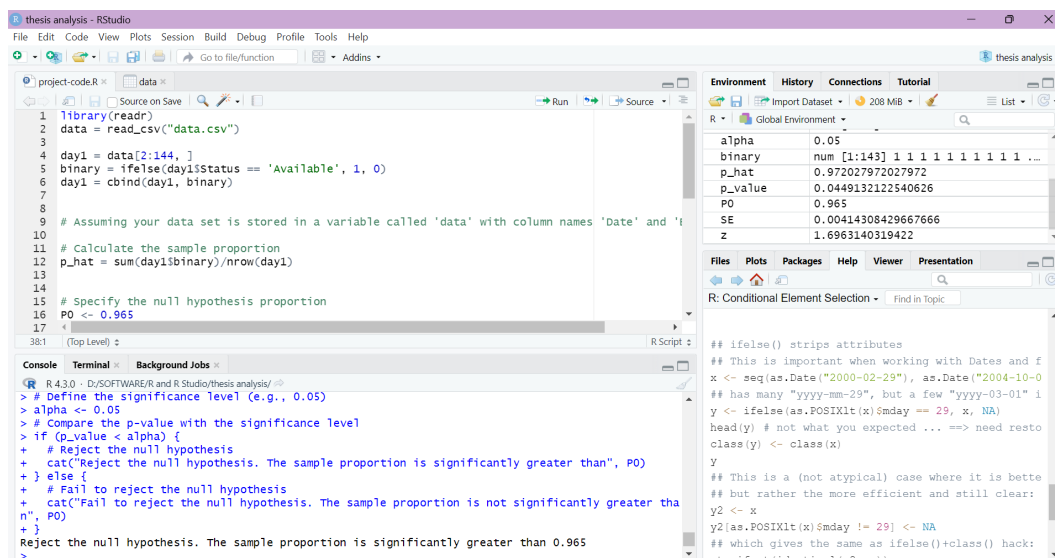 thesis analysis - RStudio
File Edit Code View Plots Session Build Debug Profile Tools Help
Go to file/function Addins thesis analysis
project-code.R data
Source on Save Run Source
1 library(readr)
2 data = read_csv("data.csv")
3
4 day1 = data[2:144, ]
5 binary = ifelse(day1$Status == 'Available', 1, 0)
6 day1 = cbind(day1, binary)
7
8
9 # Assuming your data set is stored in a variable called 'data' with column names 'Date' and
10
11 # Calculate the sample proportion
12 p_hat = sum(day1$binary)/nrow(day1)
13
14
15 # Specify the null hypothesis proportion
16 P0 <- 0.965
17
38:1 (Top Level) R Script
Console Terminal Background Jobs
R 4.3.0 · D:/SOFTWARE/R and R Studio/thesis analysis/
> # Define the significance level (e.g., 0.05)
> alpha <- 0.05
> # Compare the p-value with the significance level
> if (p_value < alpha) {
+ # Reject the null hypothesis
+ cat("Reject the null hypothesis. The sample proportion is significantly greater than", P0)
+ } else {
+ # Fail to reject the null hypothesis
+ cat("Fail to reject the null hypothesis. The sample proportion is not significantly greater tha
n", P0)
+ }
Reject the null hypothesis. The sample proportion is significantly greater than 0.965
>
Environment History Connections Tutorial
Import Dataset 208 MiB List
R Global Environment
alpha 0.05
binary num [1:143] 1 1 1 1 1 1 1 1 1 1 ...
p_hat 0.972027972027972
p_value 0.0449132122540626
P0 0.965
SE 0.00414308429667666
z 1.6963140319422
Files Plots Packages Help Viewer Presentation
R: Conditional Element Selection Find in Topic
## ifelse() strips attributes
## This is important when working with Dates and f
x <- seq(as.Date("2000-02-29"), as.Date("2004-10-0
## has many "yyyy-mm-29", but a few "yyyy-03-01" i
y <- ifelse(as.POSIXlt(x)$mday == 29, x, NA)
head(y) # not what you expected ... ==> need resto
class(y) <- class(x)
y
## This is a (not atypical) case where it is bette
## but rather the more efficient and still clear:
y2 <- x
y2[as.POSIXlt(x)$mday != 29] <- NA
## which gives the same as ifelse()+class() hack: